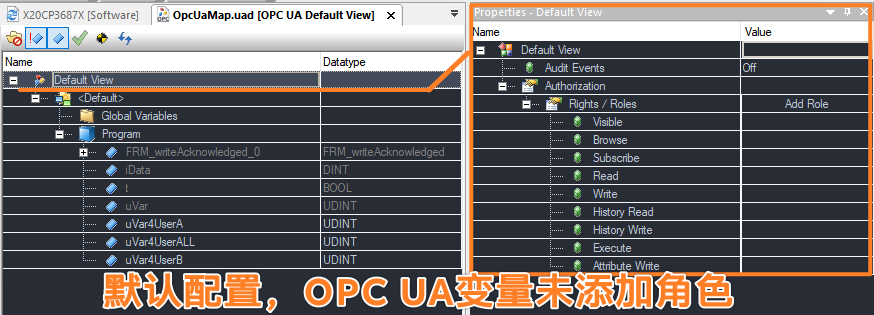 X20CP3687X [Software]
OpcUaMap.uad [OPC UA Default View]
Name
Datatype
Default View
<Default>
Global Variables
Program
FRM_writeAcknowledged_0
FRM_writeAcknowledged
iData
DINT
t
BOOL
uVar
UDINT
uVar4UserA
UDINT
uVar4UserALL
UDINT
uVar4UserB
UDINT
Properties - Default View
Name
Value
Default View
Audit Events
Off
Authorization
Rights / Roles
Add Role
Visible
Browse
Subscribe
Read
Write
History Read
History Write
Execute
Attribute Write
默认配置，OPC UA变量未添加角色